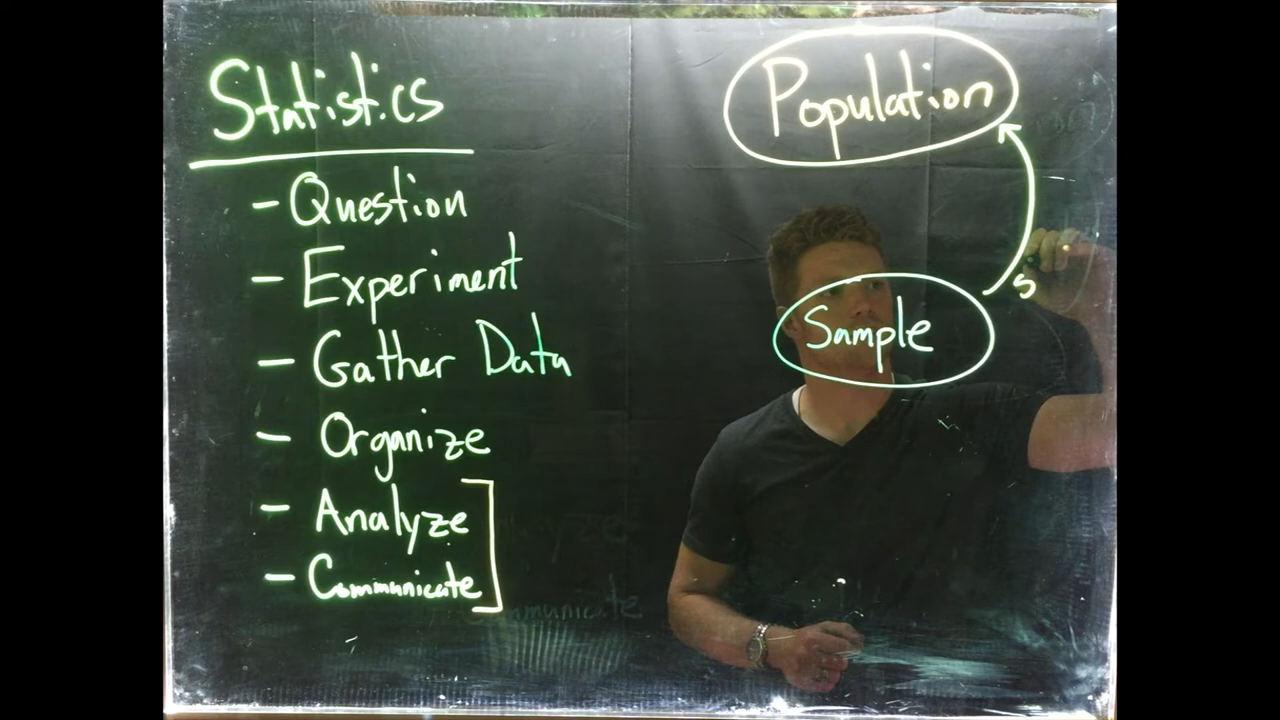 Statistics
- Question
- Experiment
- Gather Data
- Organize
- Analyze
- Communicate
Population
Sample
s